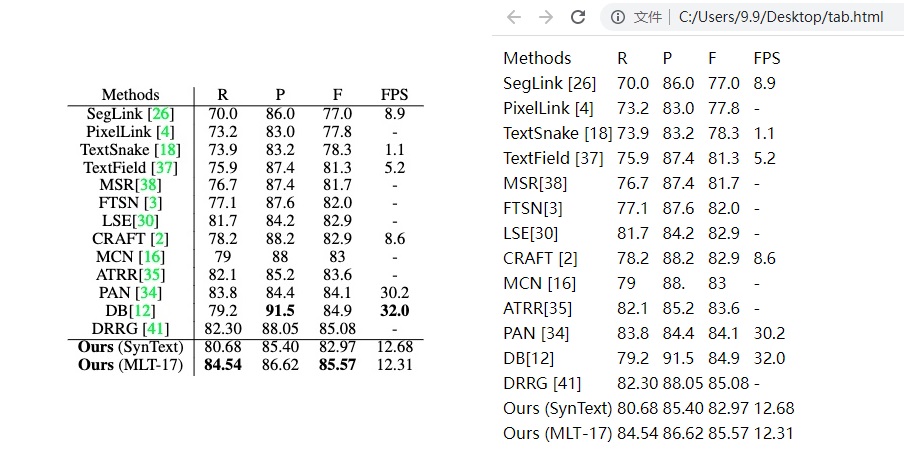 Methods R P F FPS
SegLink [26] 70.0 86.0 77.0 8.9
PixelLink [4] 73.2 83.0 77.8 -
TextSnake [18] 73.9 83.2 78.3 1.1
TextField [37] 75.9 87.4 81.3 5.2
MSR[38] 76.7 87.4 81.7 -
FTSN [3] 77.1 87.6 82.0 -
LSE[30] 81.7 84.2 82.9 -
CRAFT [2] 78.2 88.2 82.9 8.6
MCN [16] 79 88 83 -
ATRR[35] 82.1 85.2 83.6 -
PAN [34] 83.8 84.4 84.1 30.2
DB[12] 79.2 91.5 84.9 32.0
DRRG [41] 82.30 88.05 85.08 -
Ours (SynText) 80.68 85.40 82.97 12.68
Ours (MLT-17) 84.54 86.62 85.57 12.31
文件 | C:/Users/9.9/Desktop/tab.html
Methods R P F FPS
SegLink [26] 70.0 86.0 77.0 8.9
PixelLink [4] 73.2 83.0 77.8 -
TextSnake [18] 73.9 83.2 78.3 1.1
TextField [37] 75.9 87.4 81.3 5.2
MSR[38] 76.7 87.4 81.7 -
FTSN[3] 77.1 87.6 82.0 -
LSE[30] 81.7 84.2 82.9 -
CRAFT [2] 78.2 88.2 82.9 8.6
MCN [16] 79 88. 83 -
ATRR[35] 82.1 85.2 83.6 -
PAN [34] 83.8 84.4 84.1 30.2
DB[12] 79.2 91.5 84.9 32.0
DRRG [41] 82.30 88.05 85.08 -
Ours (SynText) 80.68 85.40 82.97 12.68
Ours (MLT-17) 84.54 86.62 85.57 12.31